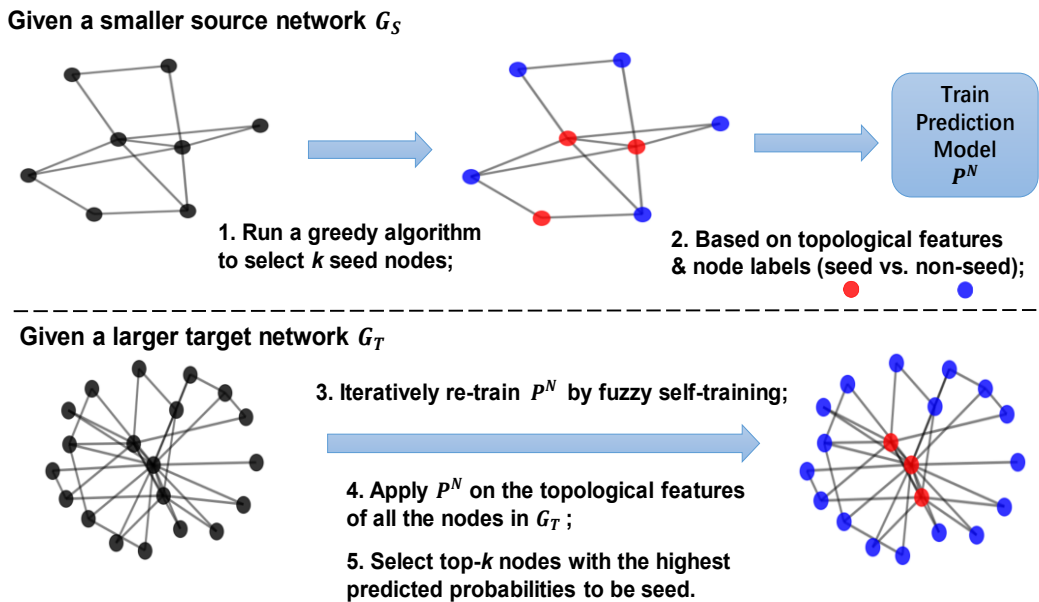 Given a smaller source network G_S
Train
Prediction
Model
P^N
1. Run a greedy algorithm
to select k seed nodes;
2. Based on topological features
& node labels (seed vs. non-seed);
Given a larger target network G_T
3. Iteratively re-train P^N by fuzzy self-training;
4. Apply P^N on the topological features
of all the nodes in G_T ;
5. Select top-k nodes with the highest
predicted probabilities to be seed.